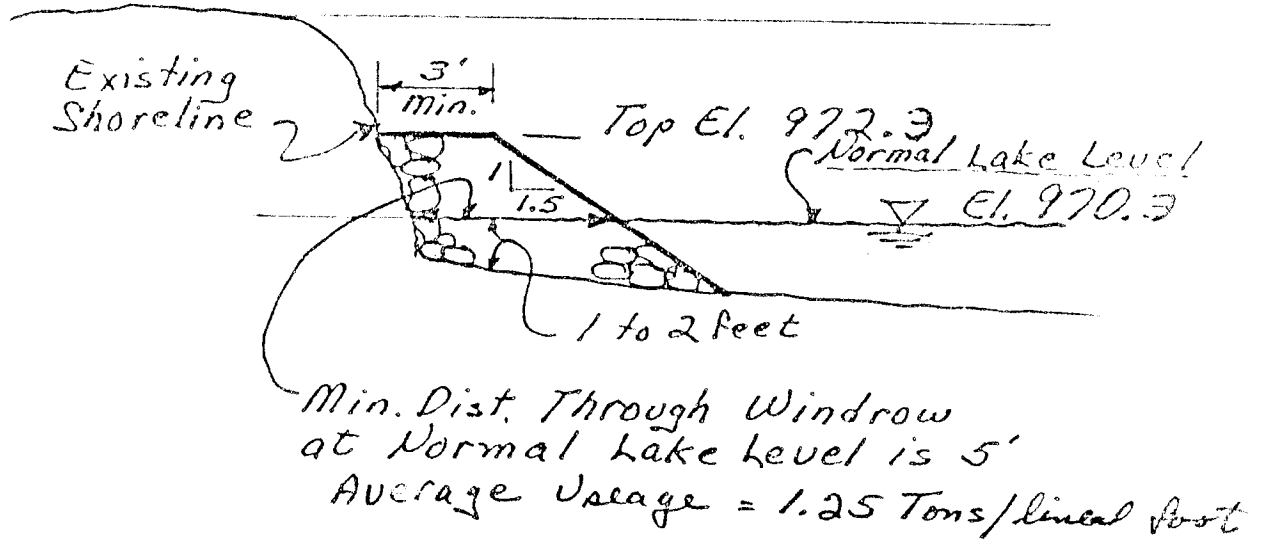 Existing
Shoreline
3'
min.
Top El. 972.3
Normal Lake Level
El. 970.3
1
1.5
1 to 2 feet
Min. Dist. Through Windrow
at Normal Lake Level is 5'
Average Useage = 1.25 Tons/lineal foot